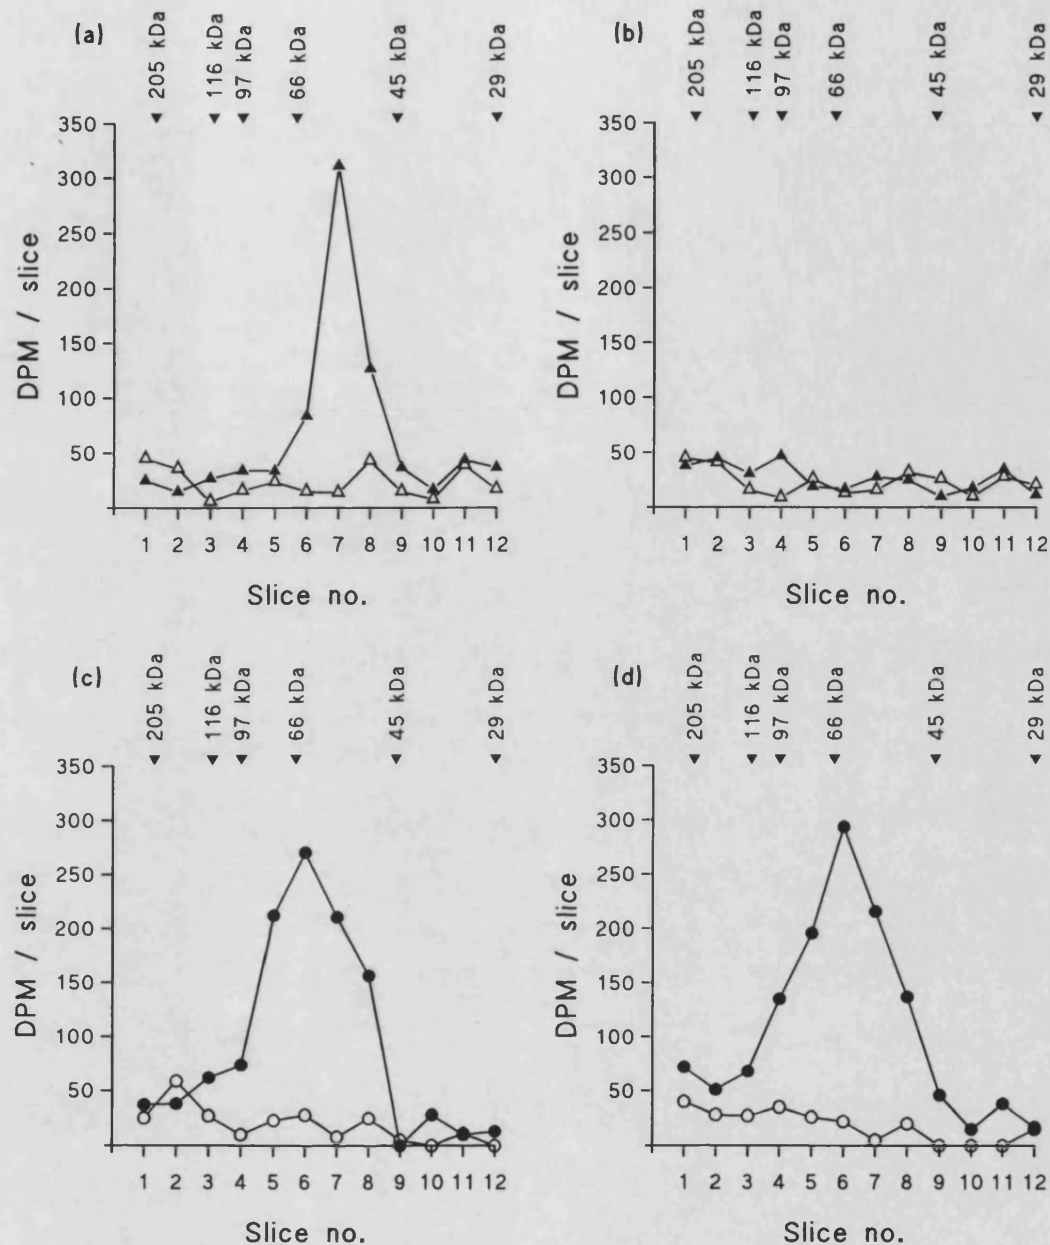 (a)
205 kDa
116 kDa
97 kDa
66 kDa
45 kDa
29 kDa
350
300
250
200
150
100
50
DPM / slice
1 2 3 4 5 6 7 8 9 10 11 12
Slice no.
(b)
205 kDa
116 kDa
97 kDa
66 kDa
45 kDa
29 kDa
350
300
250
200
150
100
50
DPM / slice
1 2 3 4 5 6 7 8 9 10 11 12
Slice no.
(c)
205 kDa
116 kDa
97 kDa
66 kDa
45 kDa
29 kDa
350
300
250
200
150
100
50
DPM / slice
1 2 3 4 5 6 7 8 9 10 11 12
Slice no.
(d)
205 kDa
116 kDa
97 kDa
66 kDa
45 kDa
29 kDa
350
300
250
200
150
100
50
DPM / slice
1 2 3 4 5 6 7 8 9 10 11 12
Slice no.